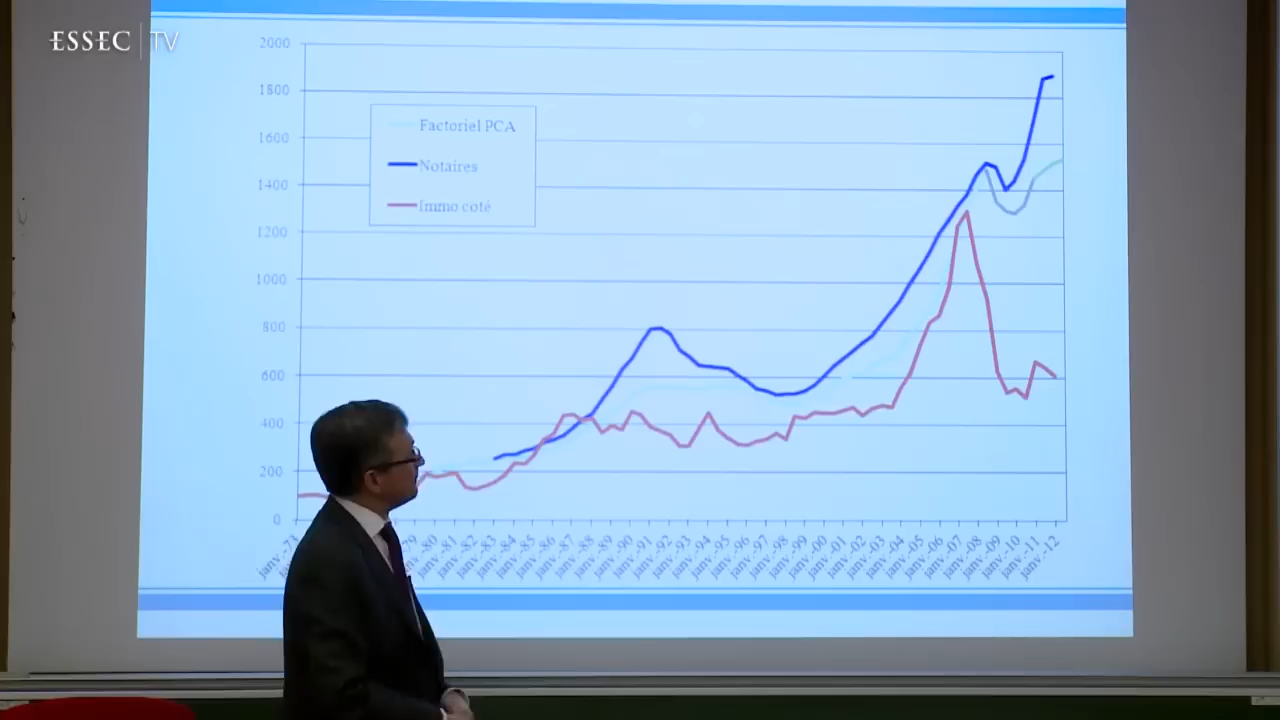 ESSEC TV
2000
1800
1600
1400
1200
1000
800
600
400
200
0
Factoriel PCA
Notaires
Immo coté
janv.-73
janv.-80
janv.-81
janv.-82
janv.-83
janv.-84
janv.-85
janv.-86
janv.-87
janv.-88
janv.-89
janv.-90
janv.-91
janv.-92
janv.-93
janv.-94
janv.-95
janv.-96
janv.-97
janv.-98
janv.-99
janv.-00
janv.-01
janv.-02
janv.-03
janv.-04
janv.-05
janv.-06
janv.-07
janv.-08
janv.-09
janv.-10
janv.-11
janv.-12